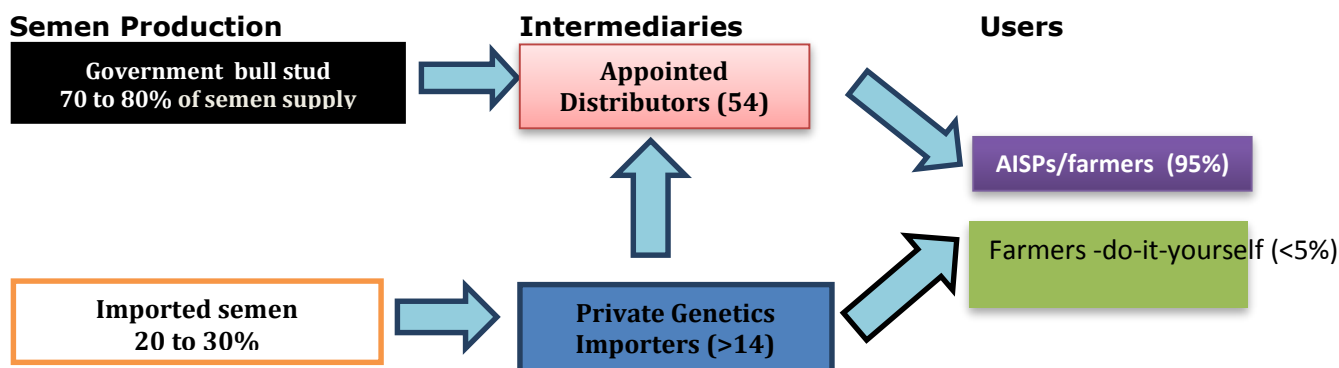 Semen Production
Intermediaries
Users
Government bull stud
70 to 80% of semen supply
Appointed
Distributors (54)
AISPs/farmers (95%)
Farmers -do-it-yourself (<5%)
Imported semen
20 to 30%
Private Genetics
Importers (>14)